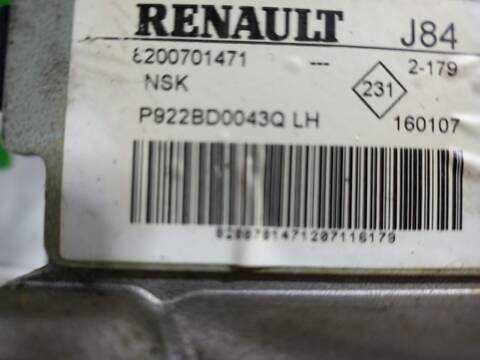 RENAULT J84
8200701471 --- 2-179
NSK 231
P922BD0043Q LH 160107
8200701471207116179